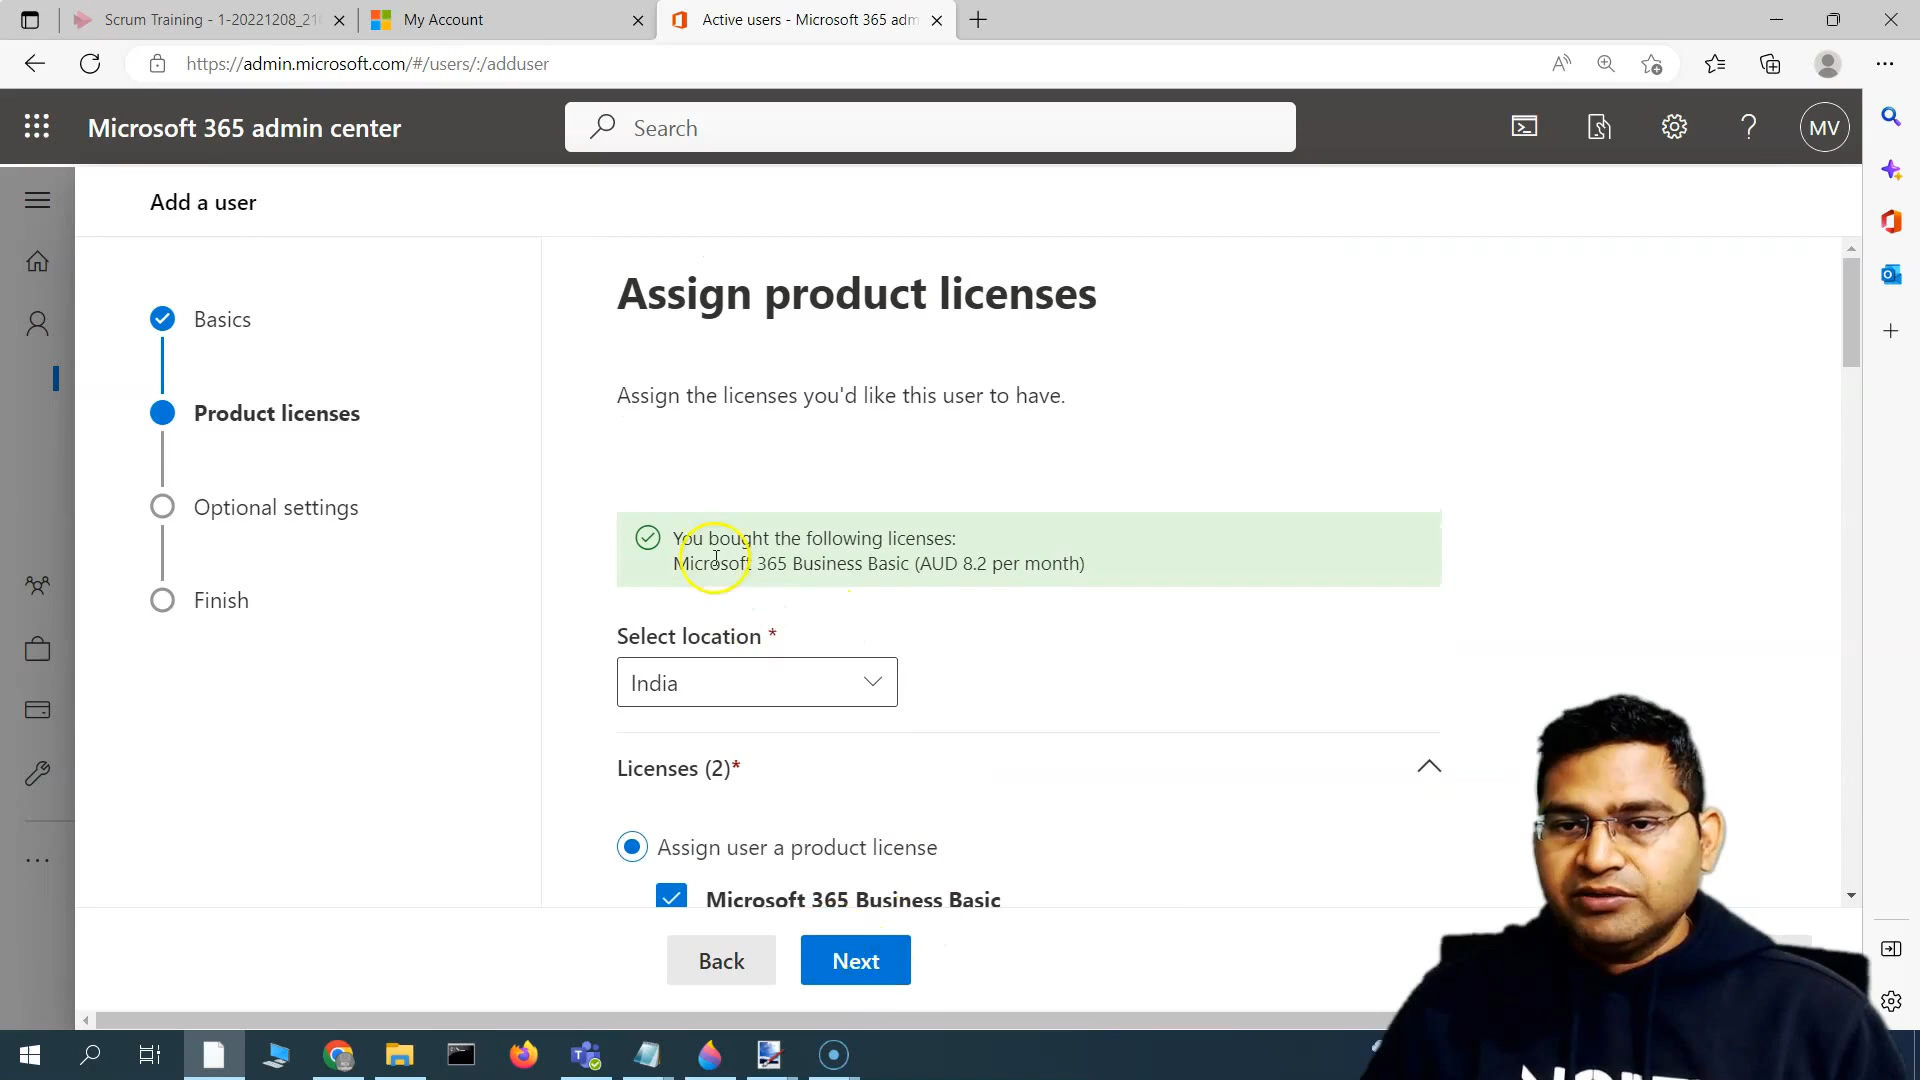 Scrum Training - 1-20221208_21
My Account
Active users - Microsoft 365 adm
https://admin.microsoft.com/#/users/:/adduser
Microsoft 365 admin center
Search
MV
Add a user
Basics
Product licenses
Optional settings
Finish
Assign product licenses
Assign the licenses you'd like this user to have.
You bought the following licenses:
Microsoft 365 Business Basic (AUD 8.2 per month)
Select location *
India
Licenses (2)*
Assign user a product license
Microsoft 365 Business Basic
Back
Next